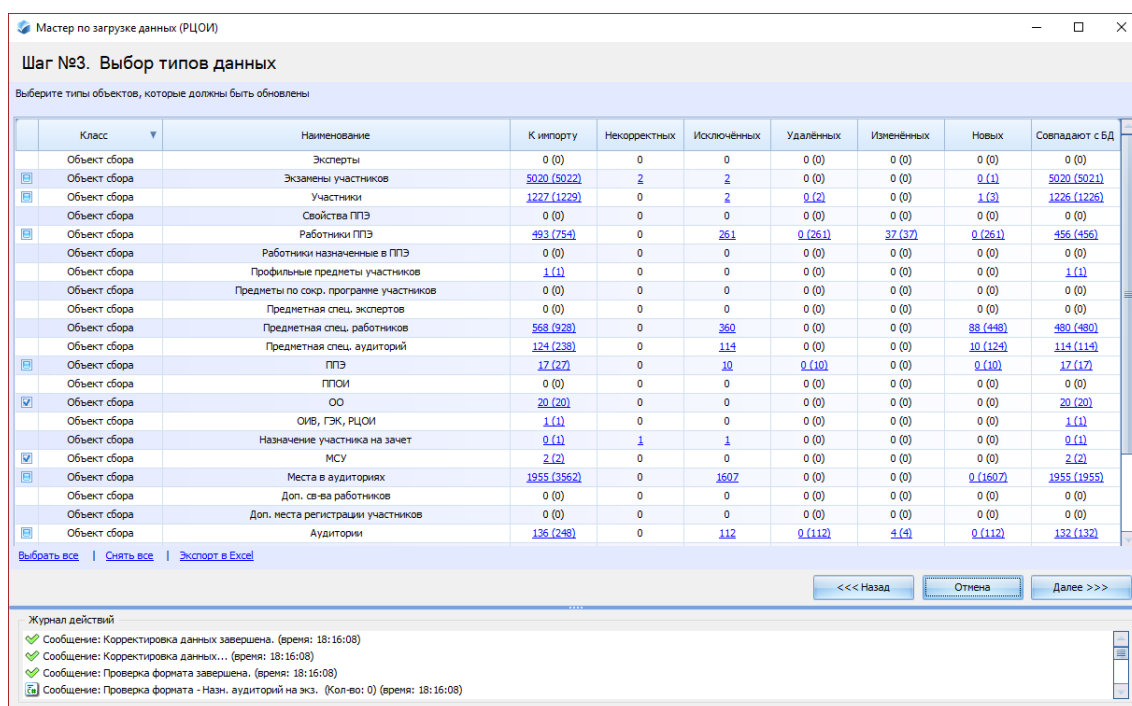 Мастер по загрузке данных (РЦОИ)
Шаг №3. Выбор типов данных
Выберите типы объектов, которые должны быть обновлены
Класс Наименование К импорту Некорректных Исключённых Удалённых Изменённых Новых Совпадают с БД
Объект сбора Эксперты 0 (0) 0 0 0 (0) 0 (0) 0 (0) 0 (0)
Объект сбора Экзамены участников 5020 (5022) 2 2 0 (0) 0 (0) 0 (1) 5020 (5021)
Объект сбора Участники 1227 (1229) 0 2 0 (2) 0 (0) 1 (3) 1226 (1226)
Объект сбора Свойства ППЭ 0 (0) 0 0 0 (0) 0 (0) 0 (0) 0 (0)
Объект сбора Работники ППЭ 493 (754) 0 261 0 (261) 37 (37) 0 (261) 456 (456)
Объект сбора Работники назначенные в ППЭ 0 (0) 0 0 0 (0) 0 (0) 0 (0) 0 (0)
Объект сбора Профильные предметы участников 1 (1) 0 0 0 (0) 0 (0) 0 (0) 1 (1)
Объект сбора Предметы по сокр. программе участников 0 (0) 0 0 0 (0) 0 (0) 0 (0) 0 (0)
Объект сбора Предметная спец. экспертов 0 (0) 0 0 0 (0) 0 (0) 0 (0) 0 (0)
Объект сбора Предметная спец. работников 568 (928) 0 360 0 (0) 0 (0) 88 (448) 480 (480)
Объект сбора Предметная спец. аудиторий 124 (238) 0 114 0 (0) 0 (0) 10 (124) 114 (114)
Объект сбора ППЭ 17 (27) 0 10 0 (10) 0 (0) 0 (10) 17 (17)
Объект сбора ППОИ 0 (0) 0 0 0 (0) 0 (0) 0 (0) 0 (0)
Объект сбора ОО 20 (20) 0 0 0 (0) 0 (0) 0 (0) 20 (20)
Объект сбора ОИВ, ГЭК, РЦОИ 1 (1) 0 0 0 (0) 0 (0) 0 (0) 1 (1)
Объект сбора Назначение участника на зачет 0 (1) 1 1 0 (0) 0 (0) 0 (0) 0 (1)
Объект сбора МСУ 2 (2) 0 0 0 (0) 0 (0) 0 (0) 2 (2)
Объект сбора Места в аудиториях 1955 (3562) 0 1607 0 (0) 0 (0) 0 (1607) 1955 (1955)
Объект сбора Доп. св-ва работников 0 (0) 0 0 0 (0) 0 (0) 0 (0) 0 (0)
Объект сбора Доп. места регистрации участников 0 (0) 0 0 0 (0) 0 (0) 0 (0) 0 (0)
Объект сбора Аудитории 136 (248) 0 112 0 (112) 4 (4) 0 (112) 132 (132)
Выбрать все | Снять все | Экспорт в Excel
<<< Назад Отмена Далее >>>
Журнал действий
Сообщение: Корректировка данных завершена. (время: 18:16:08)
Сообщение: Корректировка данных... (время: 18:16:08)
Сообщение: Проверка формата завершена. (время: 18:16:08)
Сообщение: Проверка формата - Назн. аудиторий на экз. (Кол-во: 0) (время: 18:16:08)